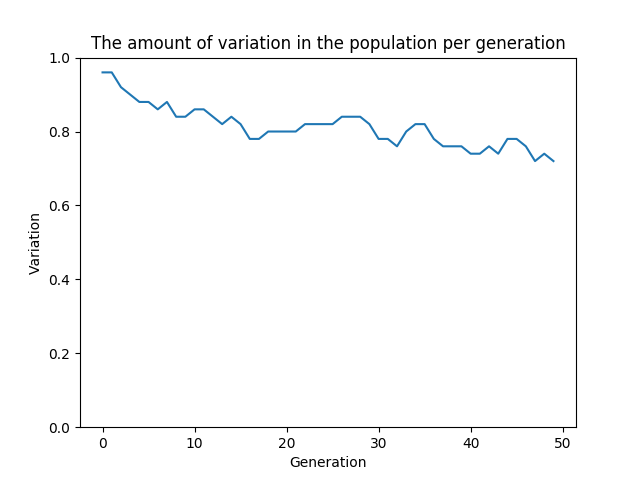 The amount of variation in the population per generation
1.0
0.8
0.6
0.4
0.2
0.0
Variation
0 10 20 30 40 50
Generation